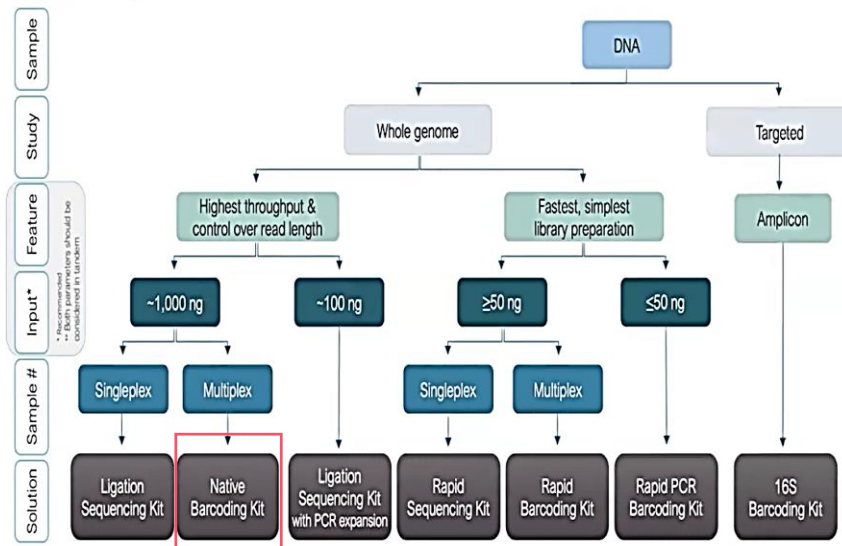 Sample
DNA
Study
Whole genome
Targeted
Feature
Highest throughput &
control over read length
Fastest, simplest
library preparation
Amplicon
* Recommended
** Both parameters should be
considered in tandem
Input*
~1,000 ng
~100 ng
≥50 ng
≤50 ng
Sample #
Singleplex
Multiplex
Singleplex
Multiplex
Solution
Ligation
Sequencing Kit
Native
Barcoding Kit
Ligation
Sequencing Kit
with PCR expansion
Rapid
Sequencing Kit
Rapid
Barcoding Kit
Rapid PCR
Barcoding Kit
16S
Barcoding Kit